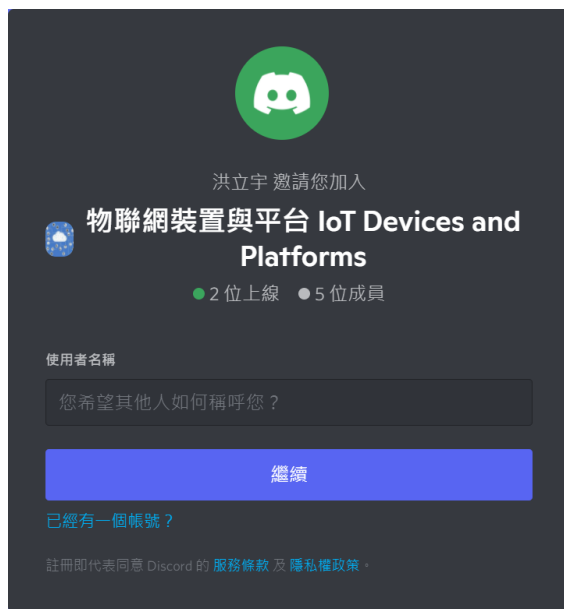 洪立宇 邀請您加入
物聯網裝置與平台 IoT Devices and
Platforms
2 位上線 5 位成員
使用者名稱
您希望其他人如何稱呼您？
繼續
已經有一個帳號？
註冊即代表同意 Discord 的 服務條款 及 隱私權政策。